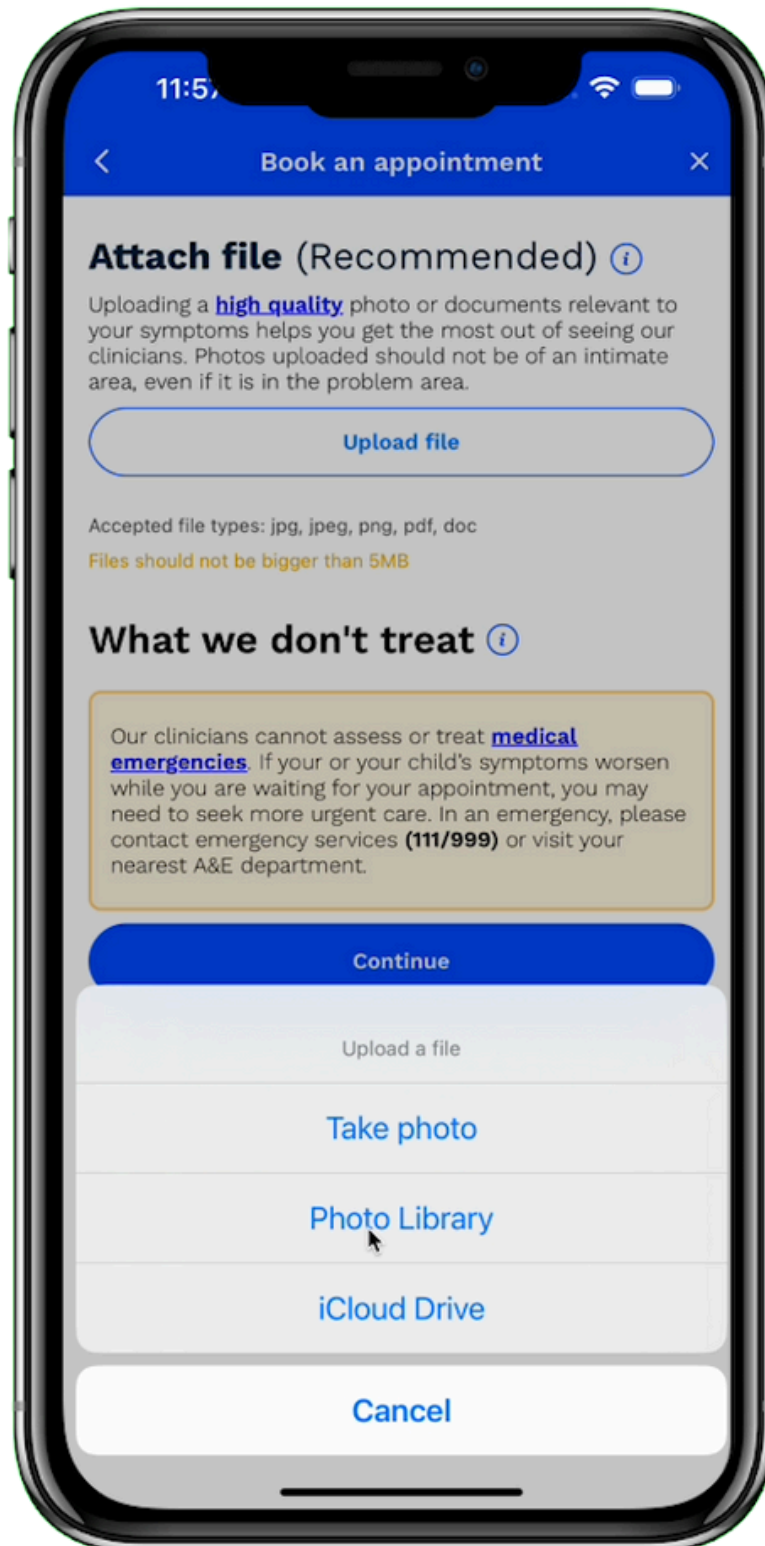 11:57
Book an appointment
Attach file (Recommended)
Uploading a high quality photo or documents relevant to
your symptoms helps you get the most out of seeing our
clinicians. Photos uploaded should not be of an intimate
area, even if it is in the problem area.
Upload file
Accepted file types: jpg, jpeg, png, pdf, doc
Files should not be bigger than 5MB
What we don't treat
Our clinicians cannot assess or treat medical
emergencies. If your or your child's symptoms worsen
while you are waiting for your appointment, you may
need to seek more urgent care. In an emergency, please
contact emergency services (111/999) or visit your
nearest A&E department.
Continue
Upload a file
Take photo
Photo Library
iCloud Drive
Cancel